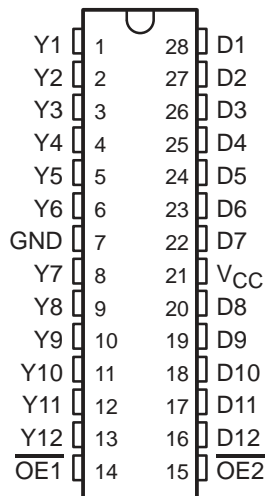 Y1 1 28 D1
Y2 2 27 D2
Y3 3 26 D3
Y4 4 25 D4
Y5 5 24 D5
Y6 6 23 D6
GND 7 22 D7
Y7 8 21 VCC
Y8 9 20 D8
Y9 10 19 D9
Y10 11 18 D10
Y11 12 17 D11
Y12 13 16 D12
O̅E̅1̅ 14 15 O̅E̅2̅